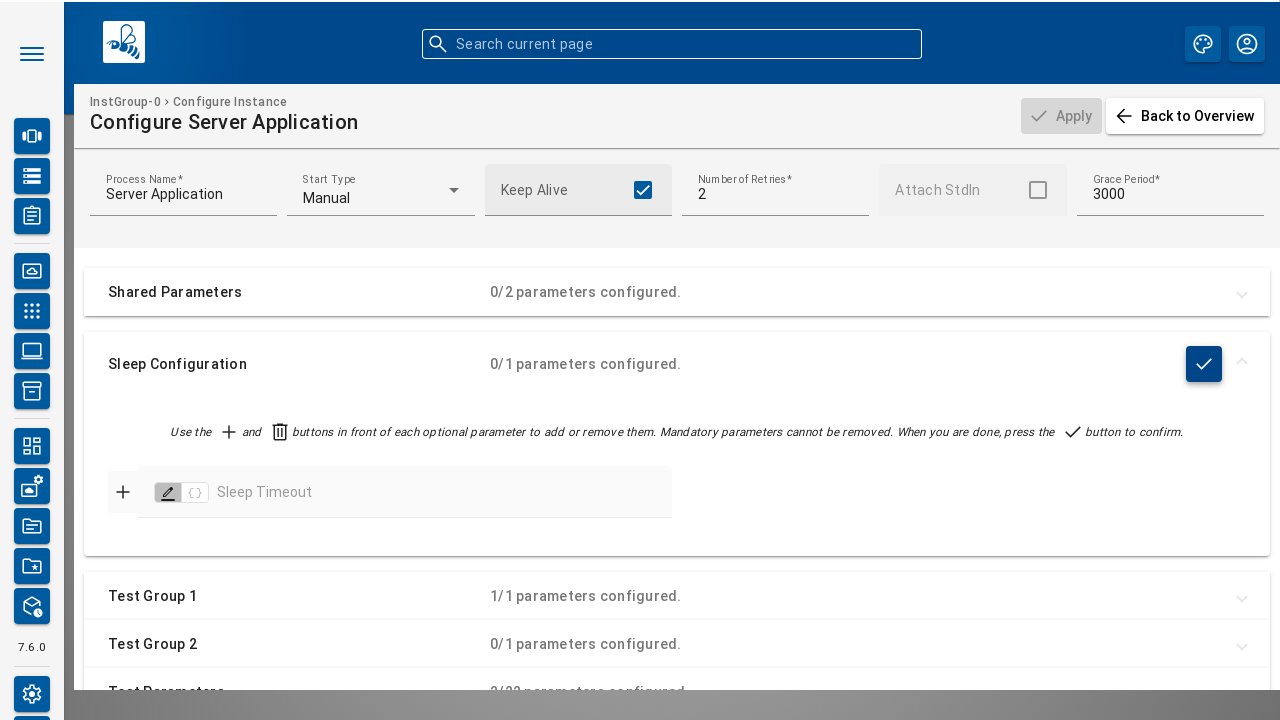 Search current page
InstGroup-0 › Configure Instance
Configure Server Application
Apply
Back to Overview
Process Name*
Server Application
Start Type
Manual
Keep Alive
Number of Retries*
2
Attach StdIn
Grace Period*
3000
Shared Parameters
0/2 parameters configured.
Sleep Configuration
0/1 parameters configured.
Use the + and buttons in front of each optional parameter to add or remove them. Mandatory parameters cannot be removed. When you are done, press the button to confirm.
Sleep Timeout
Test Group 1
1/1 parameters configured.
Test Group 2
0/1 parameters configured.
Test Parameters
parameters configured.
7.6.0